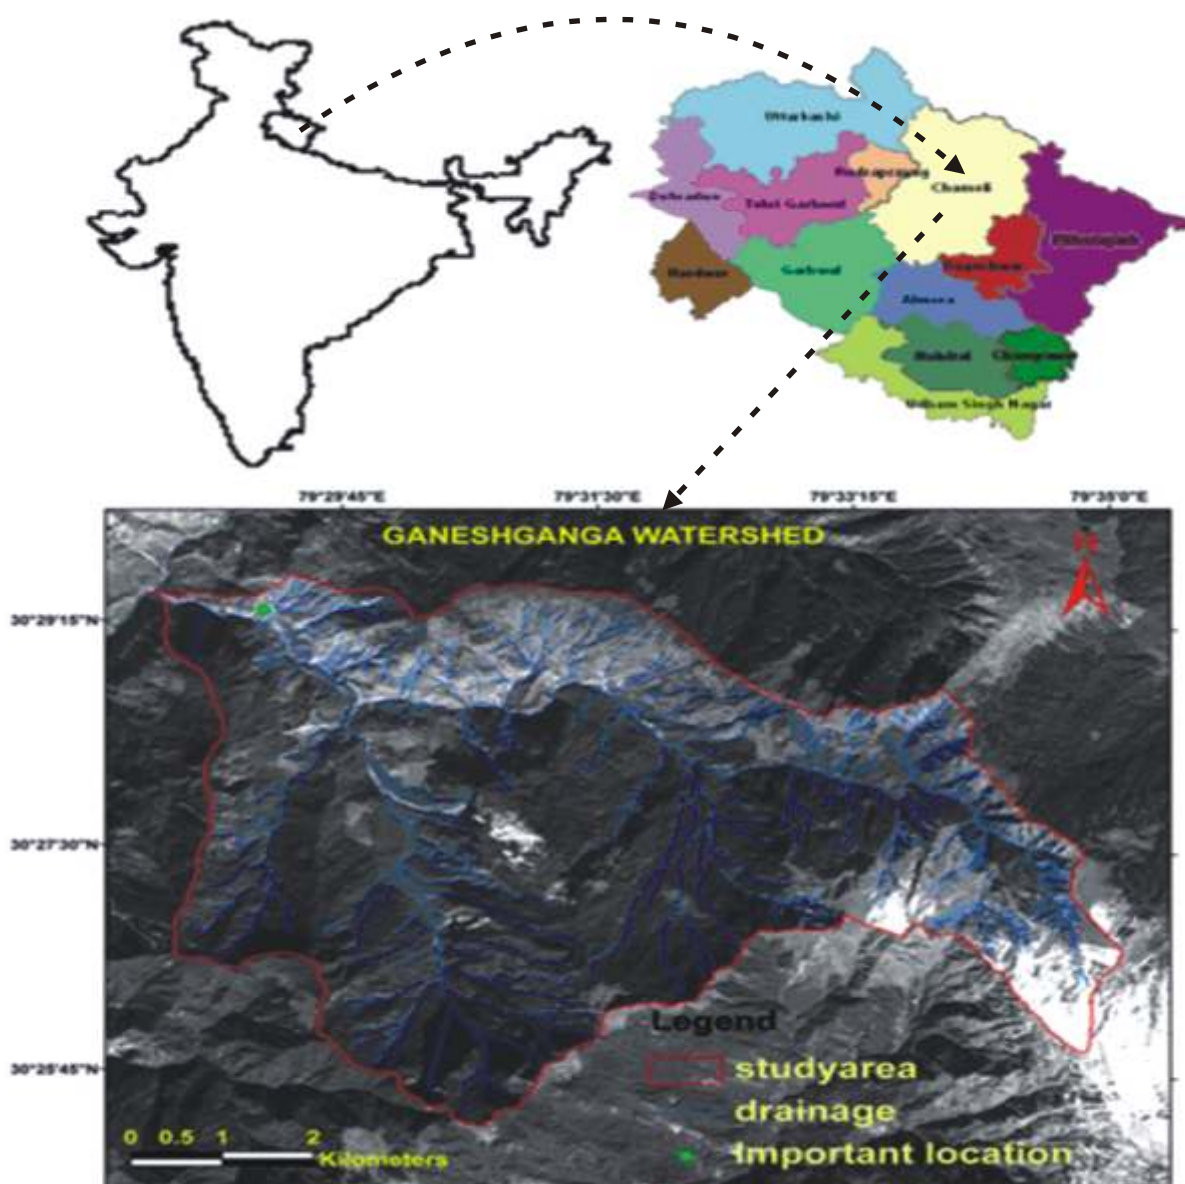 Uttarkashi
Rudraprayag
Chamoli
Dehradun
Tehri Garhwal
Pithoragarh
Bageshwar
Hardwar
Garhwal
Almora
Nainital
Champawat
Udham Singh Nagar
79°29'45"E 79°31'30"E 79°33'15"E 79°35'0"E
GANESHGANGA WATERSHED
N
30°29'15"N
30°27'30"N
30°25'45"N
Legend
studyarea
drainage
Important location
0 0.5 1 2
Kilometers